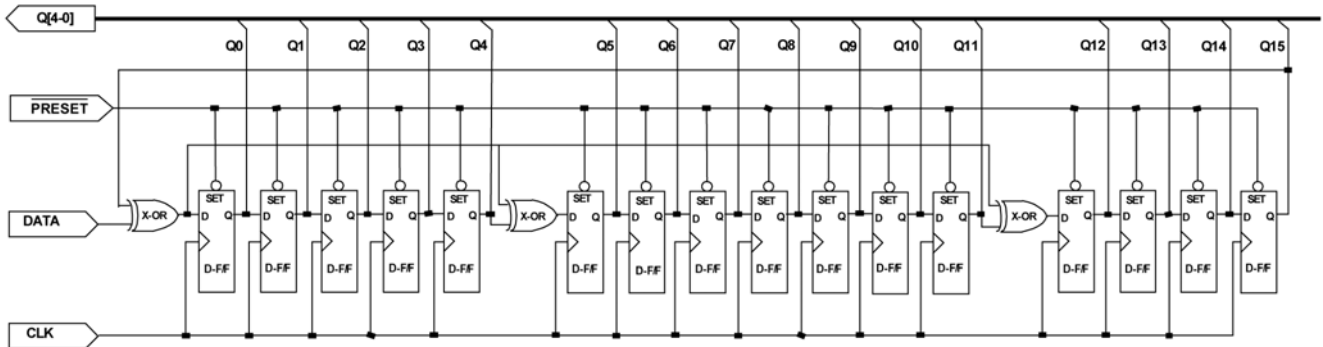 Q[4-0]
Q0 Q1 Q2 Q3 Q4 Q5 Q6 Q7 Q8 Q9 Q10 Q11 Q12 Q13 Q14 Q15
PRESET
SET SET SET SET SET SET SET SET SET SET SET SET SET SET SET SET
DATA
X-OR D Q D Q D Q D Q D Q X-OR D Q D Q D Q D Q D Q D Q D Q X-OR D Q D Q D Q D Q
D-F/F D-F/F D-F/F D-F/F D-F/F D-F/F D-F/F D-F/F D-F/F D-F/F D-F/F D-F/F D-F/F D-F/F D-F/F D-F/F
CLK